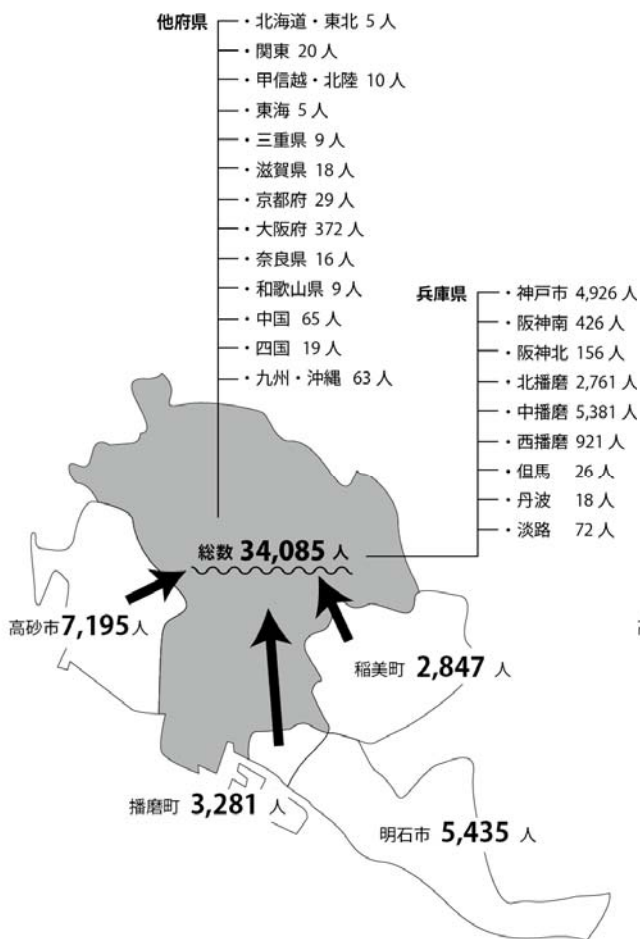 他府県
・北海道・東北 5人
・関東 20人
・甲信越・北陸 10人
・東海 5人
・三重県 9人
・滋賀県 18人
・京都府 29人
・大阪府 372人
・奈良県 16人
・和歌山県 9人
・中国 65人
・四国 19人
・九州・沖縄 63人
兵庫県
・神戸市 4,926人
・阪神南 426人
・阪神北 156人
・北播磨 2,761人
・中播磨 5,381人
・西播磨 921人
・但馬 26人
・丹波 18人
・淡路 72人
総数 34,085 人
高砂市 7,195人
稲美町 2,847 人
播磨町 3,281 人
明石市 5,435 人